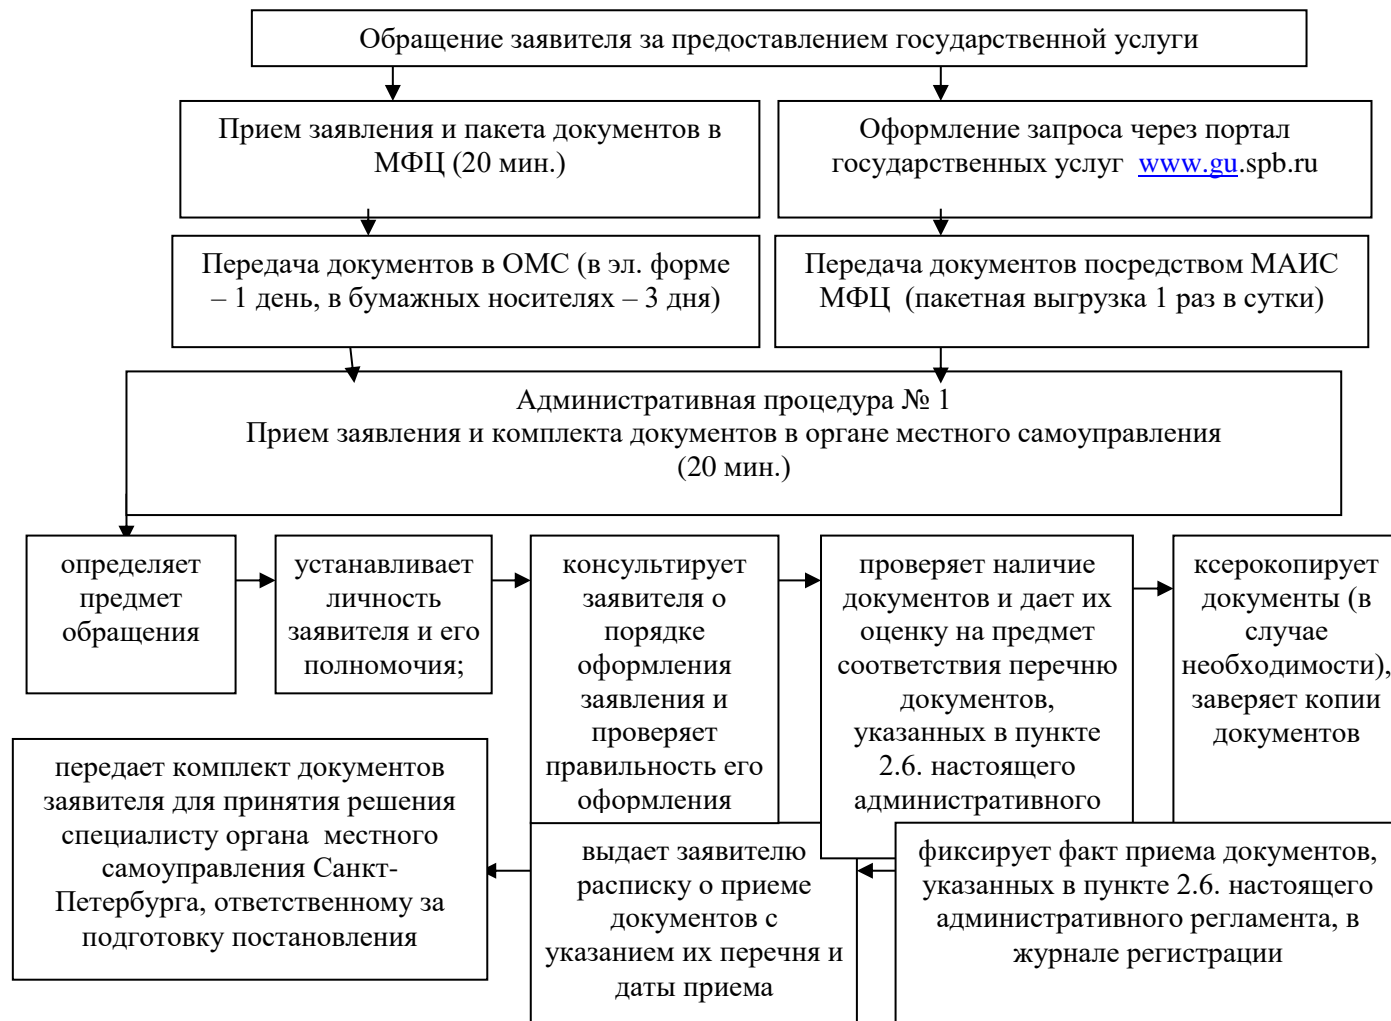 Обращение заявителя за предоставлением государственной услуги
Прием заявления и пакета документов в
МФЦ (20 мин.)
Оформление запроса через портал
государственных услуг www.gu.spb.ru
Передача документов в ОМС (в эл. форме
– 1 день, в бумажных носителях – 3 дня)
Передача документов посредством МАИС
МФЦ (пакетная выгрузка 1 раз в сутки)
Административная процедура № 1
Прием заявления и комплекта документов в органе местного самоуправления
(20 мин.)
определяет
предмет
обращения
устанавливает
личность
заявителя и его
полномочия;
консультирует
заявителя о
порядке
оформления
заявления и
проверяет
правильность его
оформления
проверяет наличие
документов и дает их
оценку на предмет
соответствия перечню
документов,
указанных в пункте
2.6. настоящего
административного
ксерокопирует
документы (в
случае
необходимости),
заверяет копии
документов
фиксирует факт приема документов,
указанных в пункте 2.6. настоящего
административного регламента, в
журнале регистрации
выдает заявителю
расписку о приеме
документов с
указанием их перечня и
даты приема
передает комплект документов
заявителя для принятия решения
специалисту органа местного
самоуправления Санкт-
Петербурга, ответственному за
подготовку постановления